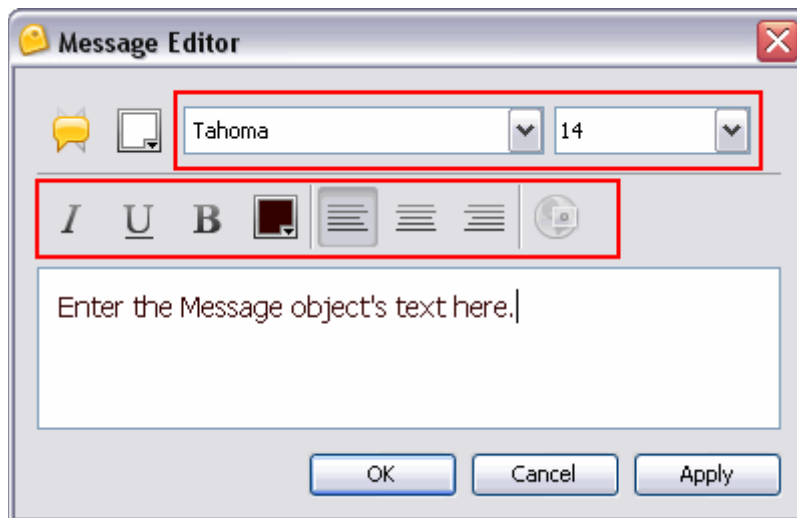 Message Editor
Tahoma 14
I U B
Enter the Message object's text here.
OK Cancel Apply